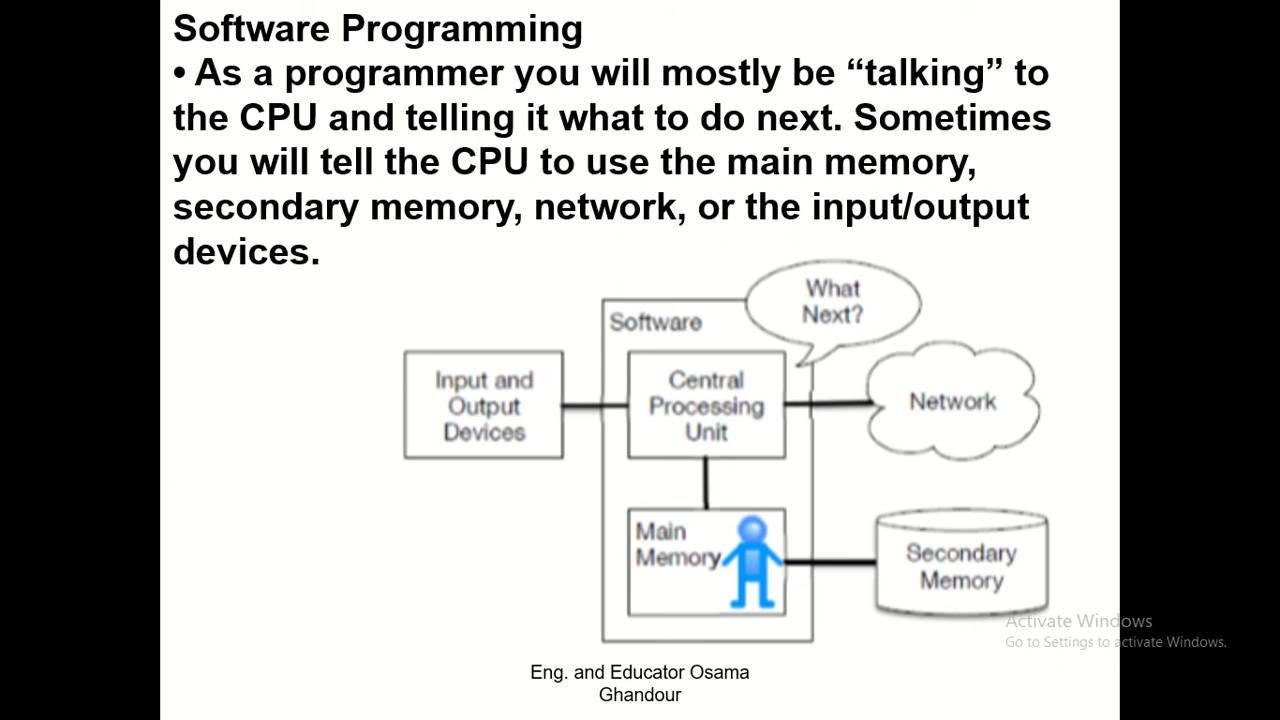 Software Programming
• As a programmer you will mostly be “talking” to
the CPU and telling it what to do next. Sometimes
you will tell the CPU to use the main memory,
secondary memory, network, or the input/output
devices.
What
Next?
Software
Input and
Output
Devices
Central
Processing
Unit
Network
Main
Memory
Secondary
Memory
Activate Windows
Go to Settings to activate Windows.
Eng. and Educator Osama
Ghandour